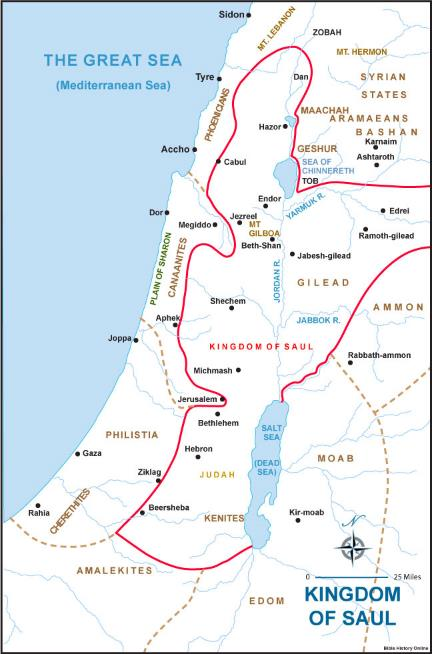 Sidon
MT. LEBANON
ZOBAH
MT. HERMON
THE GREAT SEA
(Mediterranean Sea)
Tyre
Dan
SYRIAN
STATES
PHOENICIANS
MAACHAH
ARAMAEANS
Hazor
BASHAN
Karnaim
Accho
GESHUR
Ashtaroth
Cabul
SEA OF
CHINNERETH
TOB
Endor
YARMUK R.
Dor
Jezreel
Edrei
Megiddo
MT
GILBOA
Ramoth-gilead
Beth-Shan
Jabesh-gilead
PLAIN OF SHARON
CANAANITES
JORDAN R.
GILEAD
Shechem
AMMON
Aphek
JABBOK R.
Joppa
KINGDOM OF SAUL
Rabbath-ammon
Michmash
Jerusalem
Bethlehem
SALT
SEA
(DEAD
SEA)
PHILISTIA
Gaza
Hebron
MOAB
Ziklag
JUDAH
CHERETHITES
Rahia
Beersheba
KENITES
Kir-moab
N
AMALEKITES
0 25 Miles
EDOM
KINGDOM
OF SAUL
Bible History Online